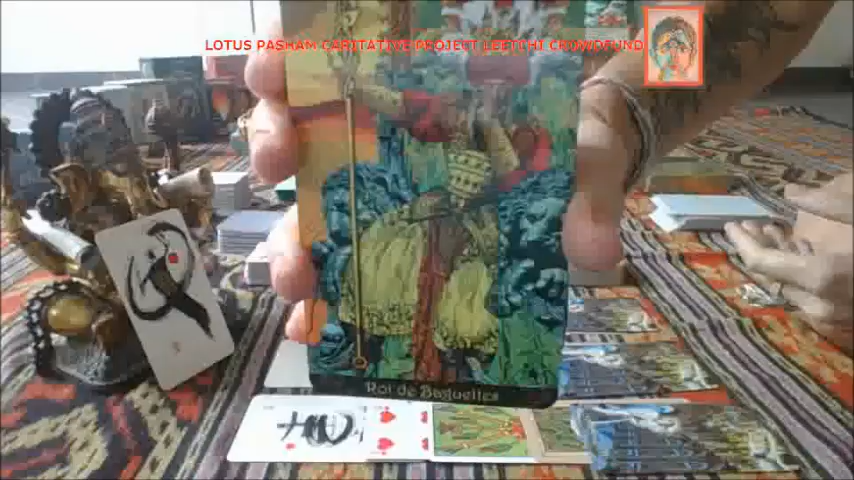 LOTUS PASHAM CARITATIVE PROJECT LEETCHI CROWDFUND
Roi de Baguettes